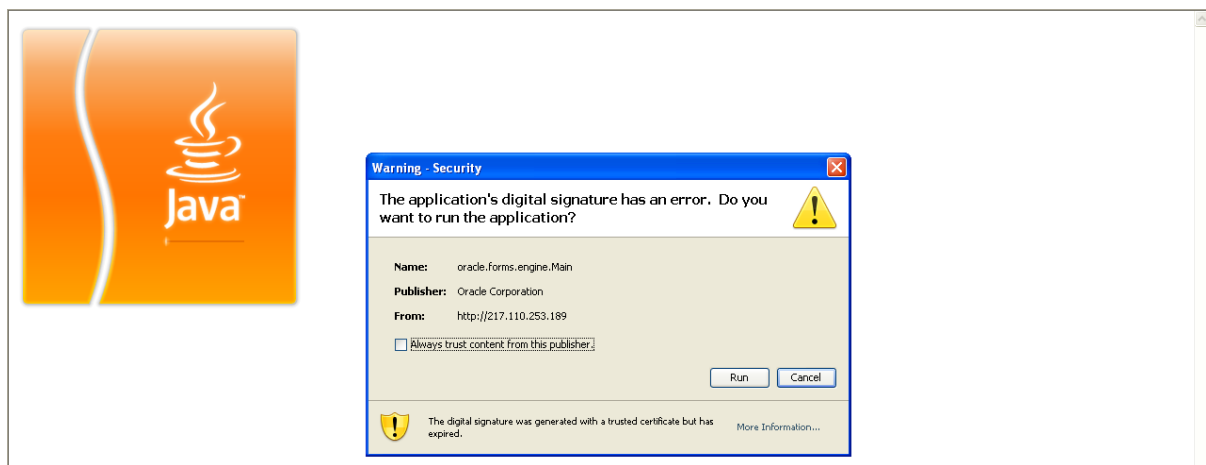 Java™
Warning - Security
The application's digital signature has an error. Do you
want to run the application?
Name: oracle.forms.engine.Main
Publisher: Oracle Corporation
From: http://217.110.253.189
Always trust content from this publisher.
Run Cancel
The digital signature was generated with a trusted certificate but has
expired.
More Information...